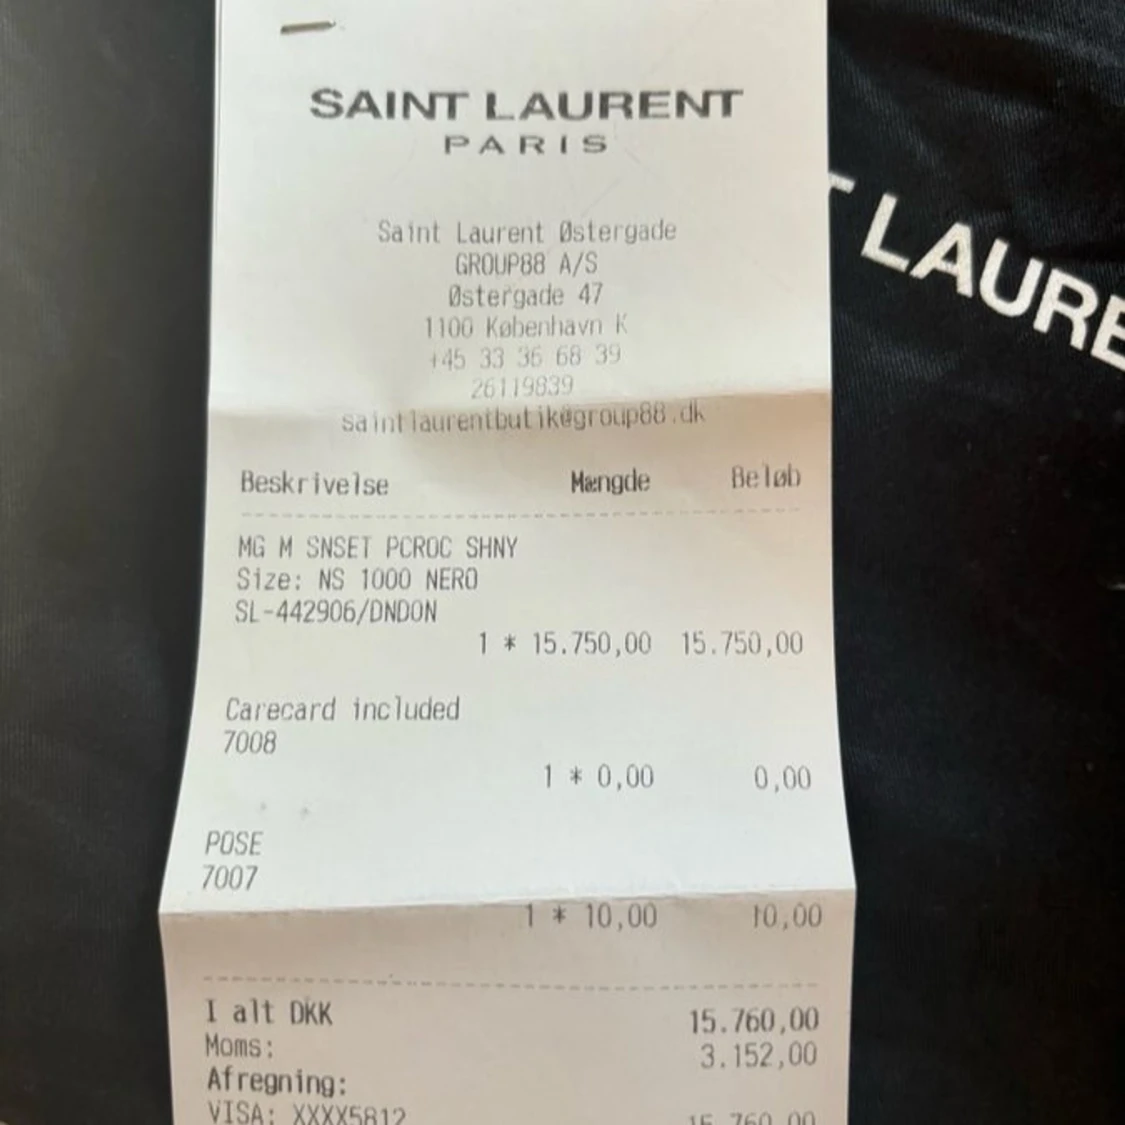 SAINT LAURENT
PARIS
Saint Laurent Østergade
GROUP88 A/S
Østergade 47
1100 København K
+45 33 36 68 39
26119839
saintlaurentbutik@group88.dk
Beskrivelse Mængde Beløb
MG M SNSET PCROC SHNY
Size: NS 1000 NERO
SL-442906/DNDON
1 * 15.750,00 15.750,00
Carecard included
7008
1 * 0,00 0,00
POSE
7007
1 * 10,00 10,00
I alt DKK 15.760,00
Moms: 3.152,00
Afregning:
VISA: XXXX5812 15.760,00
T LAURE